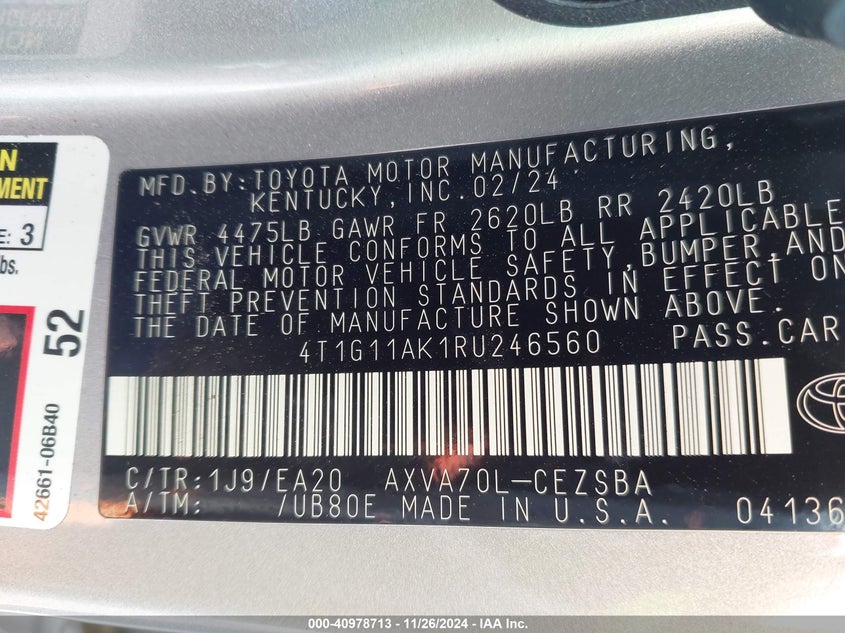 MFD. BY: TOYOTA MOTOR MANUFACTURING,
KENTUCKY, INC. 02/24
GVWR 4475LB GAWR FR 2620LB RR 2420LB
THIS VEHICLE CONFORMS TO ALL APPLICABLE
FEDERAL MOTOR VEHICLE SAFETY, BUMPER, AND
THEFT PREVENTION STANDARDS IN EFFECT ON
THE DATE OF MANUFACTURE SHOWN ABOVE.
4T1G11AK1RU246560 PASS.CAR
C/TR: 1J9/EA20 AXVA70L-CEZSBA
A/TM: /UB80E MADE IN U.S.A. 04136
N
MENT
E: 3
bs.
52
42661-06B40
000-40978713 - 11/26/2024 - IAA Inc.